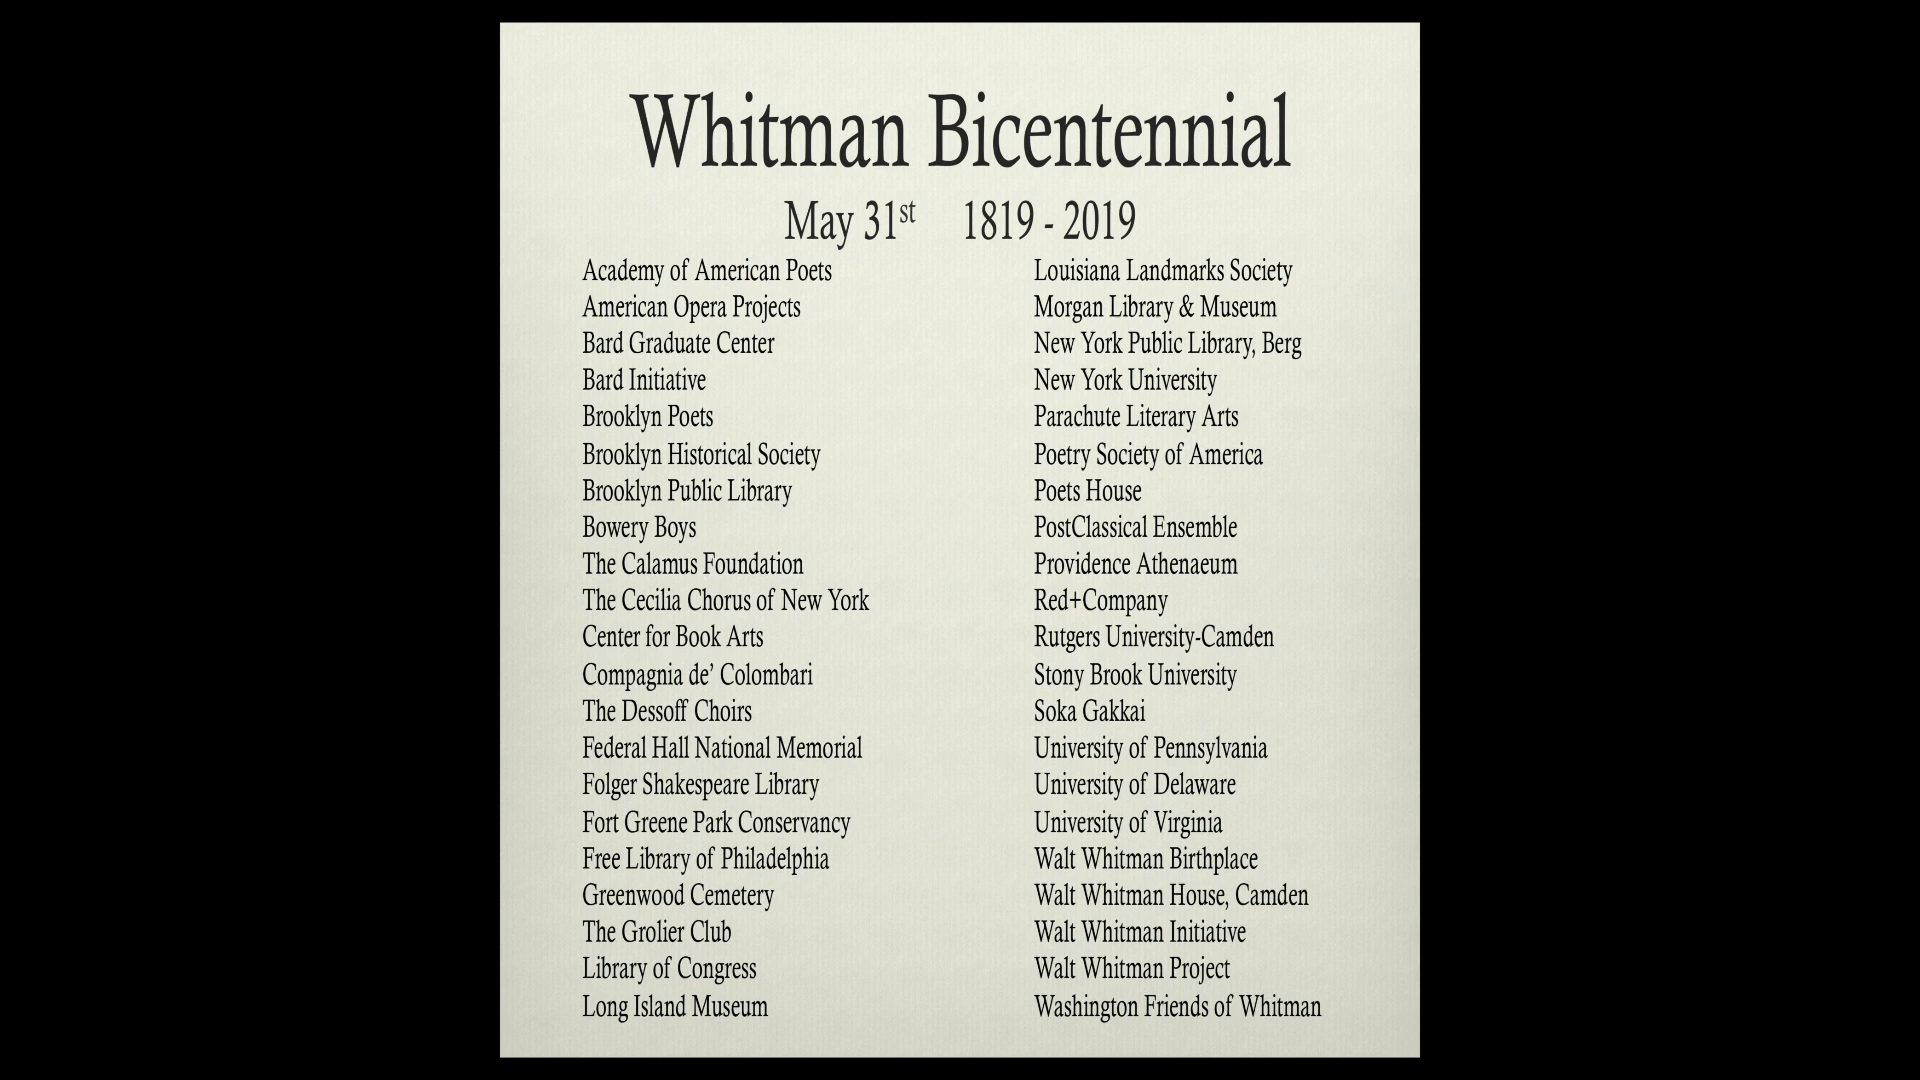 Whitman Bicentennial
May 31st 1819 - 2019
Academy of American Poets
American Opera Projects
Bard Graduate Center
Bard Initiative
Brooklyn Poets
Brooklyn Historical Society
Brooklyn Public Library
Bowery Boys
The Calamus Foundation
The Cecilia Chorus of New York
Center for Book Arts
Compagnia de’ Colombari
The Dessoff Choirs
Federal Hall National Memorial
Folger Shakespeare Library
Fort Greene Park Conservancy
Free Library of Philadelphia
Greenwood Cemetery
The Grolier Club
Library of Congress
Long Island Museum
Louisiana Landmarks Society
Morgan Library & Museum
New York Public Library, Berg
New York University
Parachute Literary Arts
Poetry Society of America
Poets House
PostClassical Ensemble
Providence Athenaeum
Red+Company
Rutgers University-Camden
Stony Brook University
Soka Gakkai
University of Pennsylvania
University of Delaware
University of Virginia
Walt Whitman Birthplace
Walt Whitman House, Camden
Walt Whitman Initiative
Walt Whitman Project
Washington Friends of Whitman